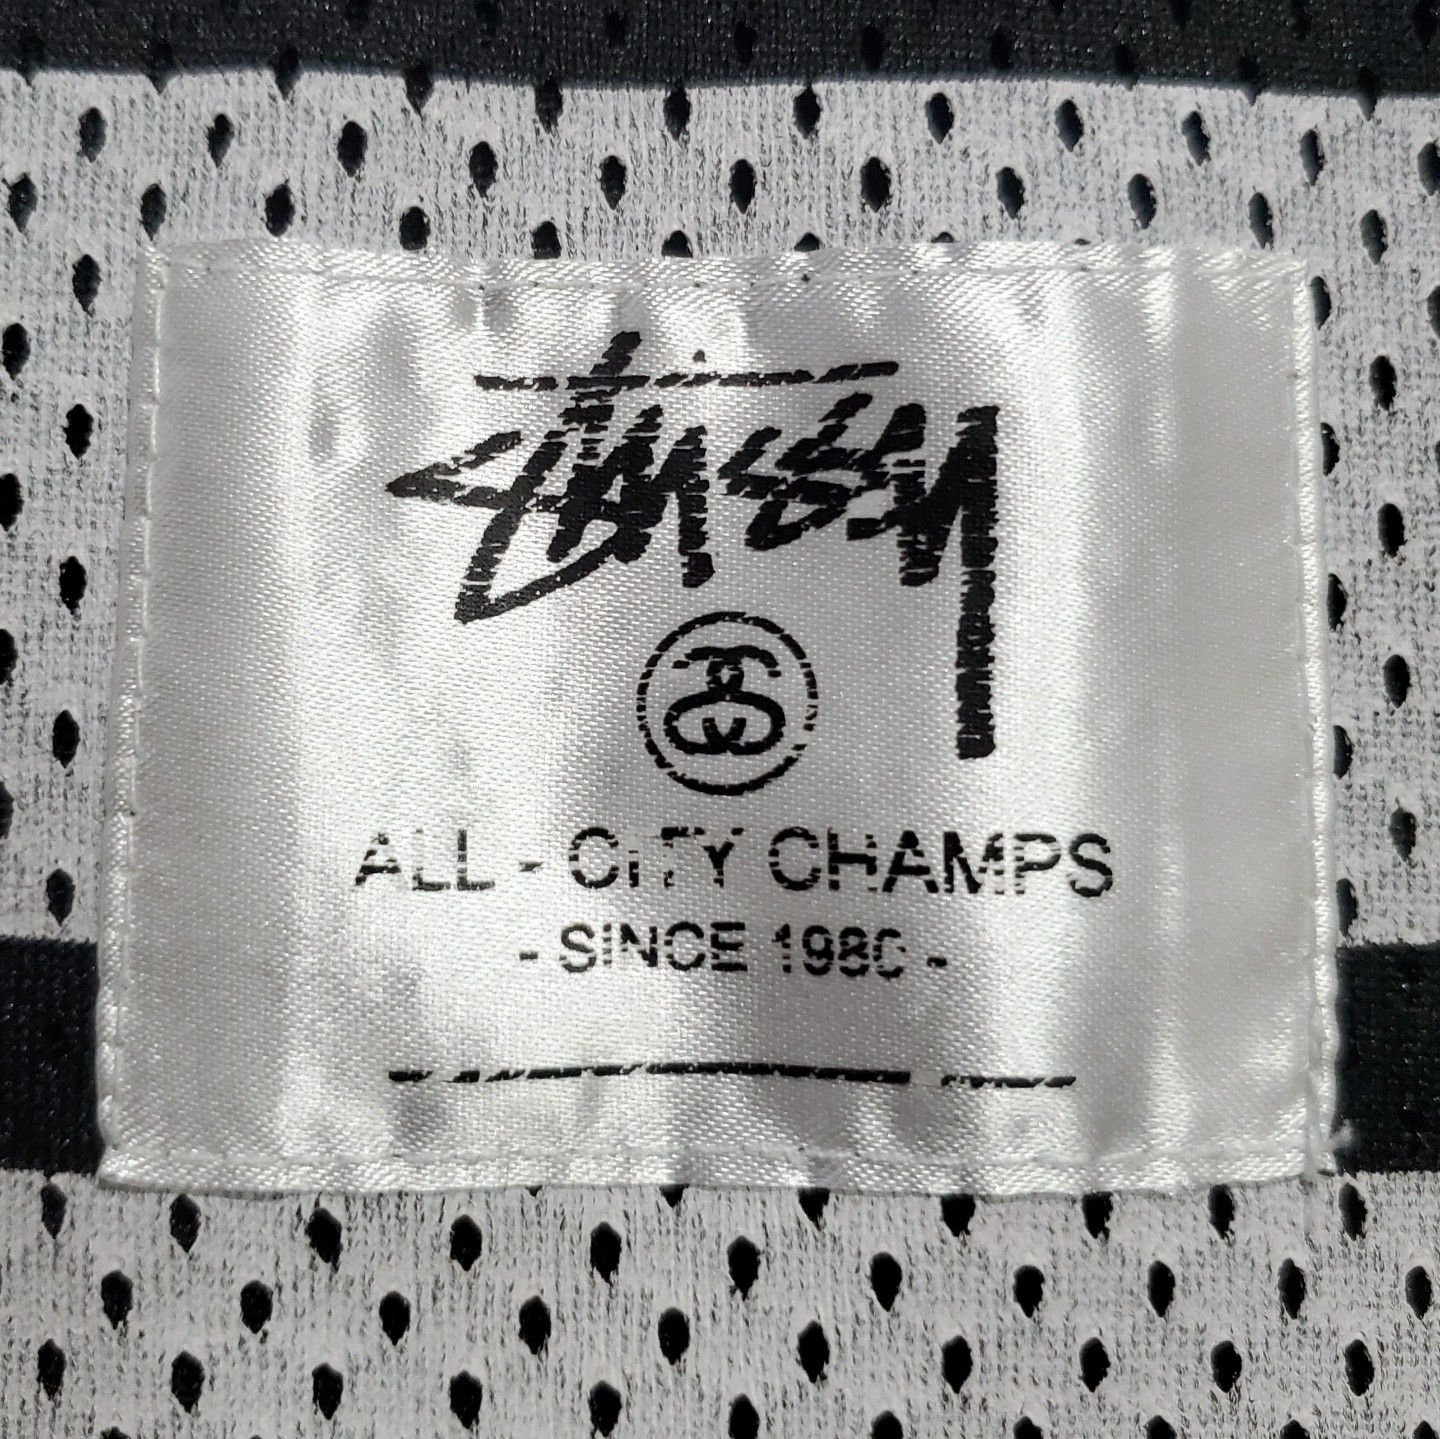 Stüssy
ALL - CITY CHAMPS
- SINCE 1980 -